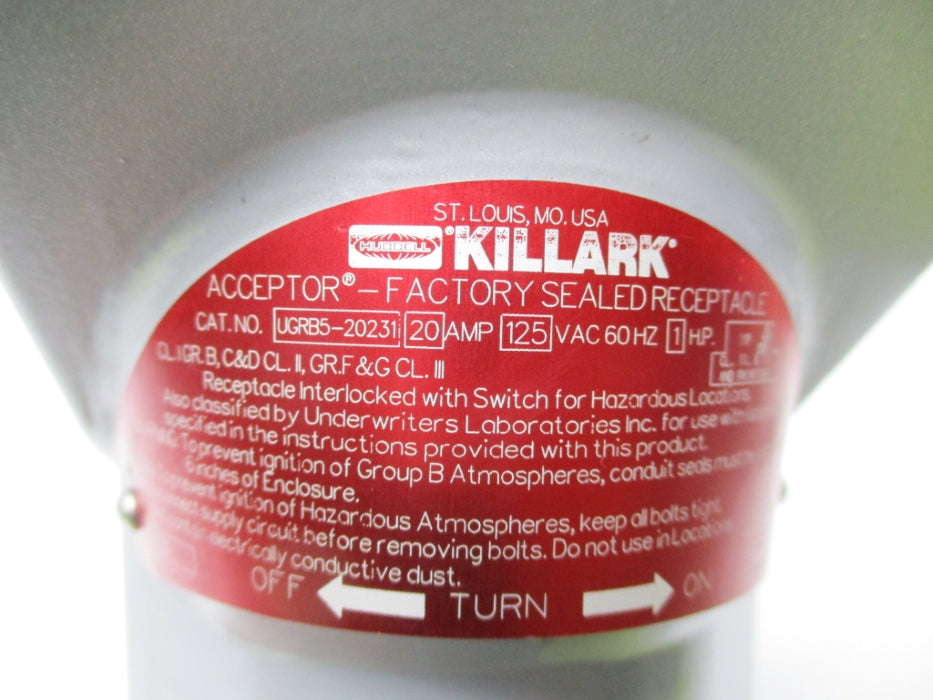 ST. LOUIS, MO. USA
HUBBELL ®KILLARK®
ACCEPTOR® – FACTORY SEALED RECEPTACLE
CAT. NO. UGRB5-20231 20 AMP 125 VAC 60 HZ 1 H.P.
CL. I GR. B, C&D CL. II, GR. F & G CL. III
Receptacle Interlocked with Switch for Hazardous Locations.
Also classified by Underwriters Laboratories Inc. for use with
specified in the instructions provided with this product.
To prevent ignition of Group B Atmospheres, conduit seals must
6 inches of Enclosure.
prevent ignition of Hazardous Atmospheres, keep all bolts tight
supply circuit before removing bolts. Do not use in Locations
electrically conductive dust.
OFF TURN ON